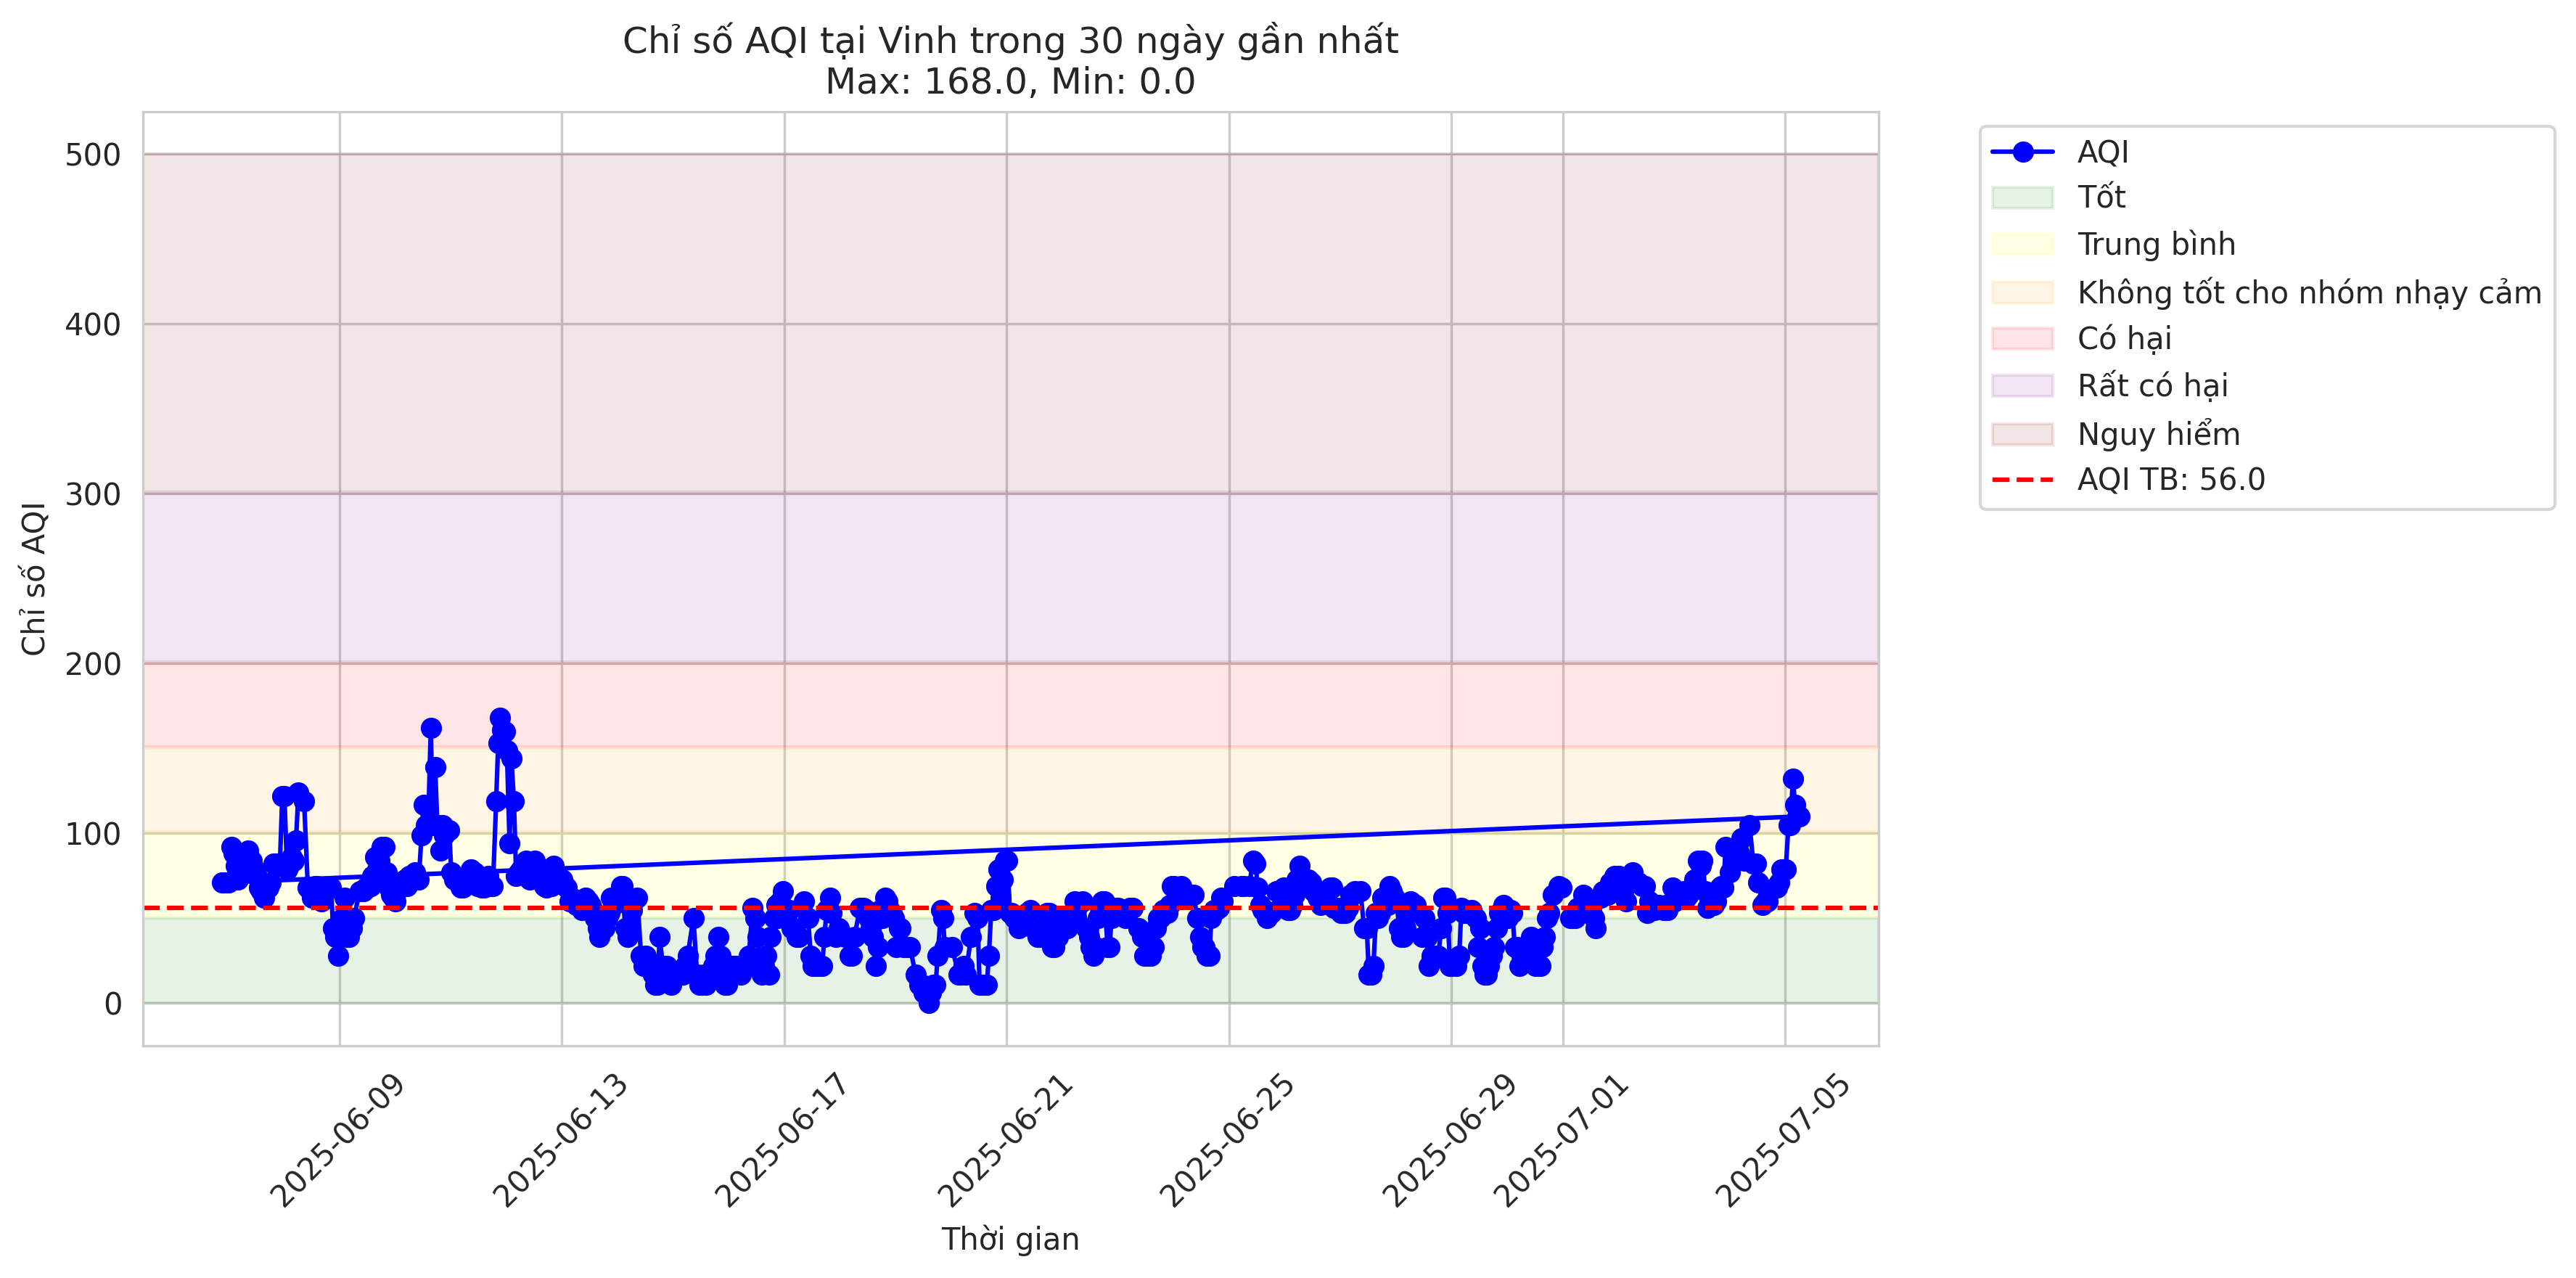 Chỉ số AQI tại Vinh trong 30 ngày gần nhất
Max: 168.0, Min: 0.0
Chỉ số AQI
500
400
300
200
100
0
2025-06-09
2025-06-13
2025-06-17
2025-06-21
2025-06-25
2025-06-29
2025-07-01
2025-07-05
Thời gian
AQI
Tốt
Trung bình
Không tốt cho nhóm nhạy cảm
Có hại
Rất có hại
Nguy hiểm
AQI TB: 56.0